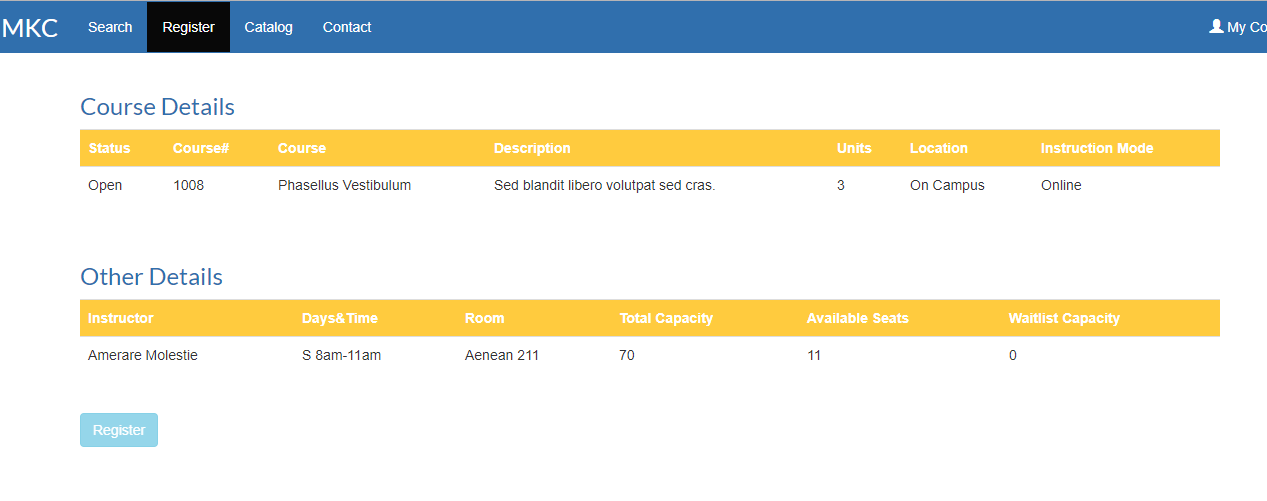 MKC Search Register Catalog Contact My Co
Course Details
Status Course# Course Description Units Location Instruction Mode
Open 1008 Phasellus Vestibulum Sed blandit libero volutpat sed cras. 3 On Campus Online
Other Details
Instructor Days&Time Room Total Capacity Available Seats Waitlist Capacity
Amerare Molestie S 8am-11am Aenean 211 70 11 0
Register